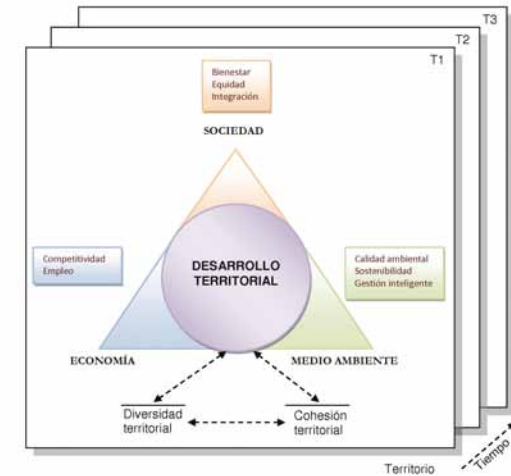 T3
T2
T1
Bienestar
Equidad
Integración
SOCIEDAD
Competitividad
Empleo
DESARROLLO
TERRITORIAL
Calidad ambiental
Sostenibilidad
Gestión inteligente
ECONOMÍA
MEDIO AMBIENTE
Diversidad
territorial
Cohesión
territorial
Territorio
Tiempo